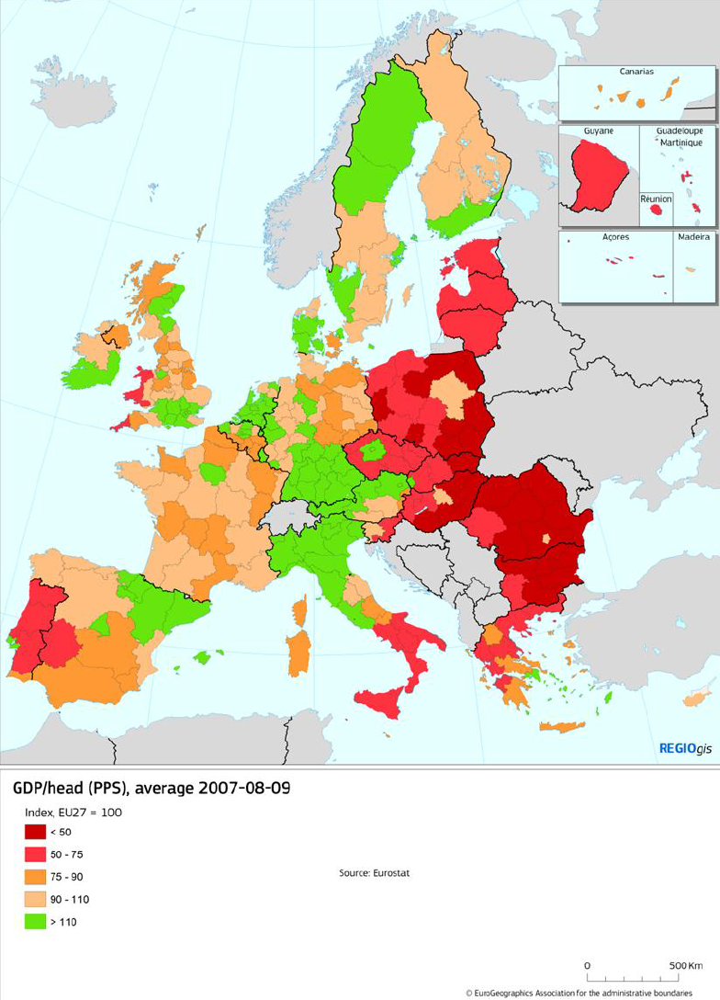 Canarias
Guyane
Guadeloupe
Martinique
Réunion
Açores
Madeira
REGIOgis
GDP/head (PPS), average 2007-08-09
Index, EU27 = 100
< 50
50 - 75
75 - 90
90 - 110
> 110
Source: Eurostat
0 500 Km
© EuroGeographics Association for the administrative boundaries